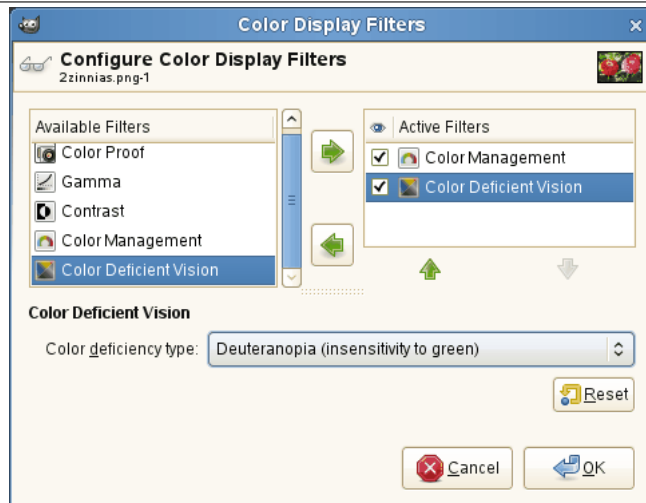 Color Display Filters
Configure Color Display Filters
2zinnias.png-1
Available Filters
Color Proof
Gamma
Contrast
Color Management
Color Deficient Vision
Active Filters
Color Management
Color Deficient Vision
Color Deficient Vision
Color deficiency type: Deuteranopia (insensitivity to green)
Reset
Cancel
OK